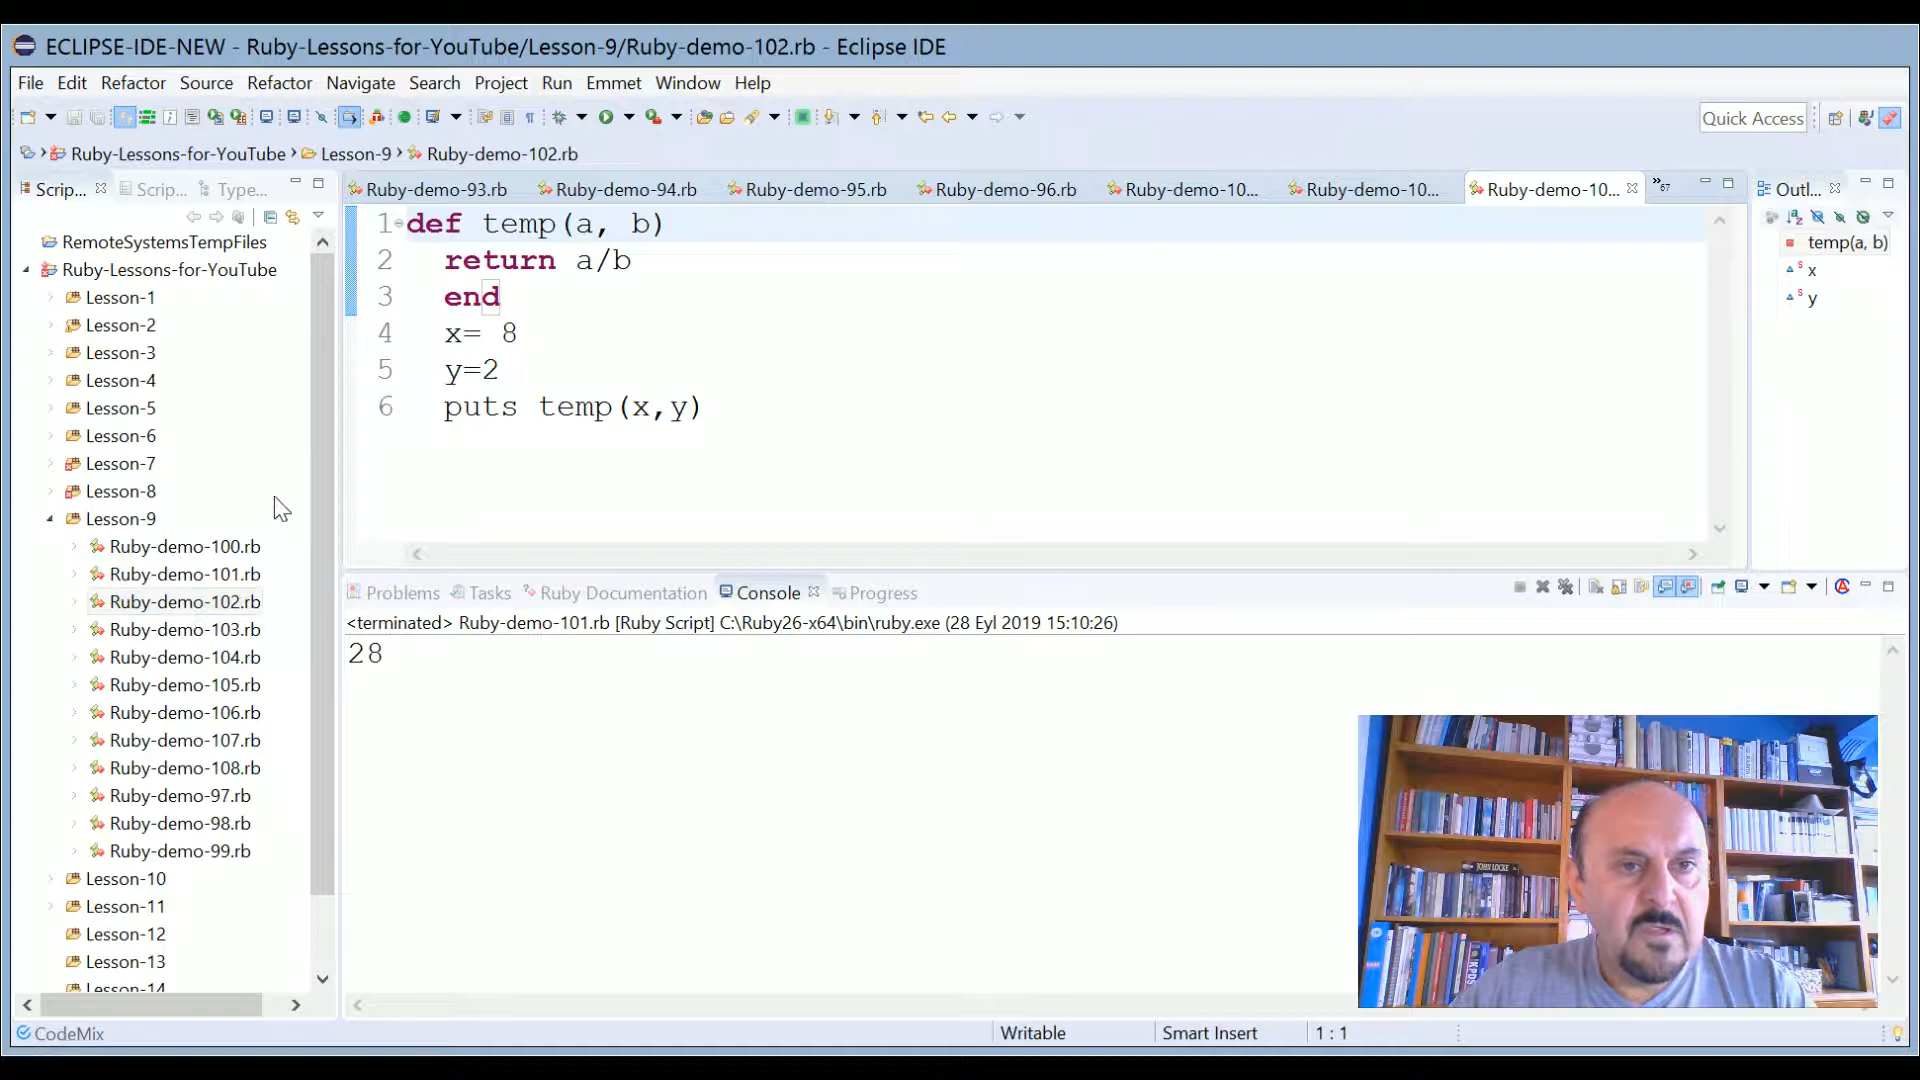 ECLIPSE-IDE-NEW - Ruby-Lessons-for-YouTube/Lesson-9/Ruby-demo-102.rb - Eclipse IDE
File Edit Refactor Source Refactor Navigate Search Project Run Emmet Window Help
Quick Access
Ruby-Lessons-for-YouTube Lesson-9 Ruby-demo-102.rb
Scrip... Scrip... Type...
RemoteSystemsTempFiles
Ruby-Lessons-for-YouTube
Lesson-1
Lesson-2
Lesson-3
Lesson-4
Lesson-5
Lesson-6
Lesson-7
Lesson-8
Lesson-9
Ruby-demo-100.rb
Ruby-demo-101.rb
Ruby-demo-102.rb
Ruby-demo-103.rb
Ruby-demo-104.rb
Ruby-demo-105.rb
Ruby-demo-106.rb
Ruby-demo-107.rb
Ruby-demo-108.rb
Ruby-demo-97.rb
Ruby-demo-98.rb
Ruby-demo-99.rb
Lesson-10
Lesson-11
Lesson-12
Lesson-13
Lesson-14
Ruby-demo-93.rb Ruby-demo-94.rb Ruby-demo-95.rb Ruby-demo-96.rb Ruby-demo-10... Ruby-demo-10... Ruby-demo-10... »67
1 def temp(a, b)
2 return a/b
3 end
4 x= 8
5 y=2
6 puts temp(x,y)
Outl...
temp(a, b)
x
y
Problems Tasks Ruby Documentation Console Progress
<terminated> Ruby-demo-101.rb [Ruby Script] C:\Ruby26-x64\bin\ruby.exe (28 Eyl 2019 15:10:26)
28
JOHN LOCKE
KPDS
CodeMix
Writable Smart Insert 1 : 1